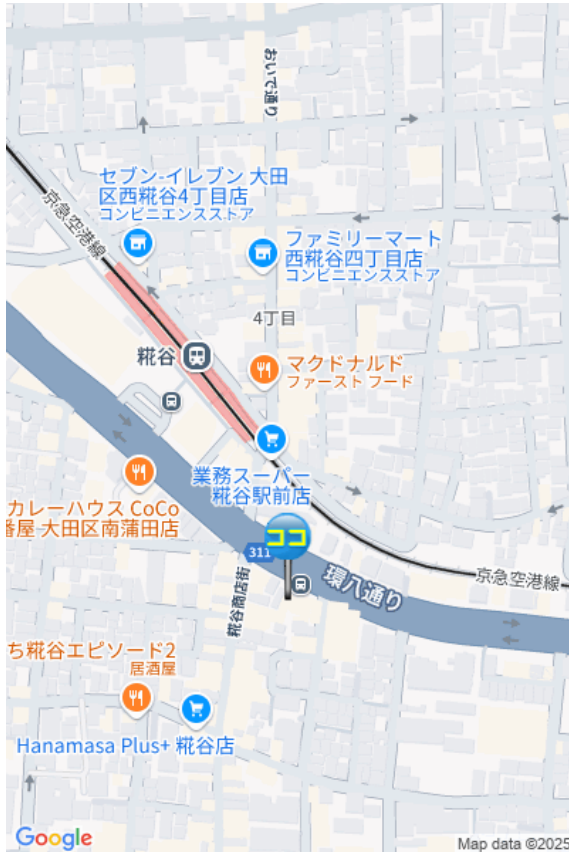 おいで通り
セブン-イレブン 大田
区西糀谷4丁目店
コンビニエンスストア
京急空港線
ファミリーマート
西糀谷四丁目店
コンビニエンスストア
4丁目
糀谷
マクドナルド
ファースト フード
業務スーパー
糀谷駅前店
カレーハウス CoCo
番屋 大田区南蒲田店
ココ
311
環八通り
京急空港線
糀谷商店街
ち糀谷エピソード2
居酒屋
Hanamasa Plus+ 糀谷店
Google
Map data ©2025